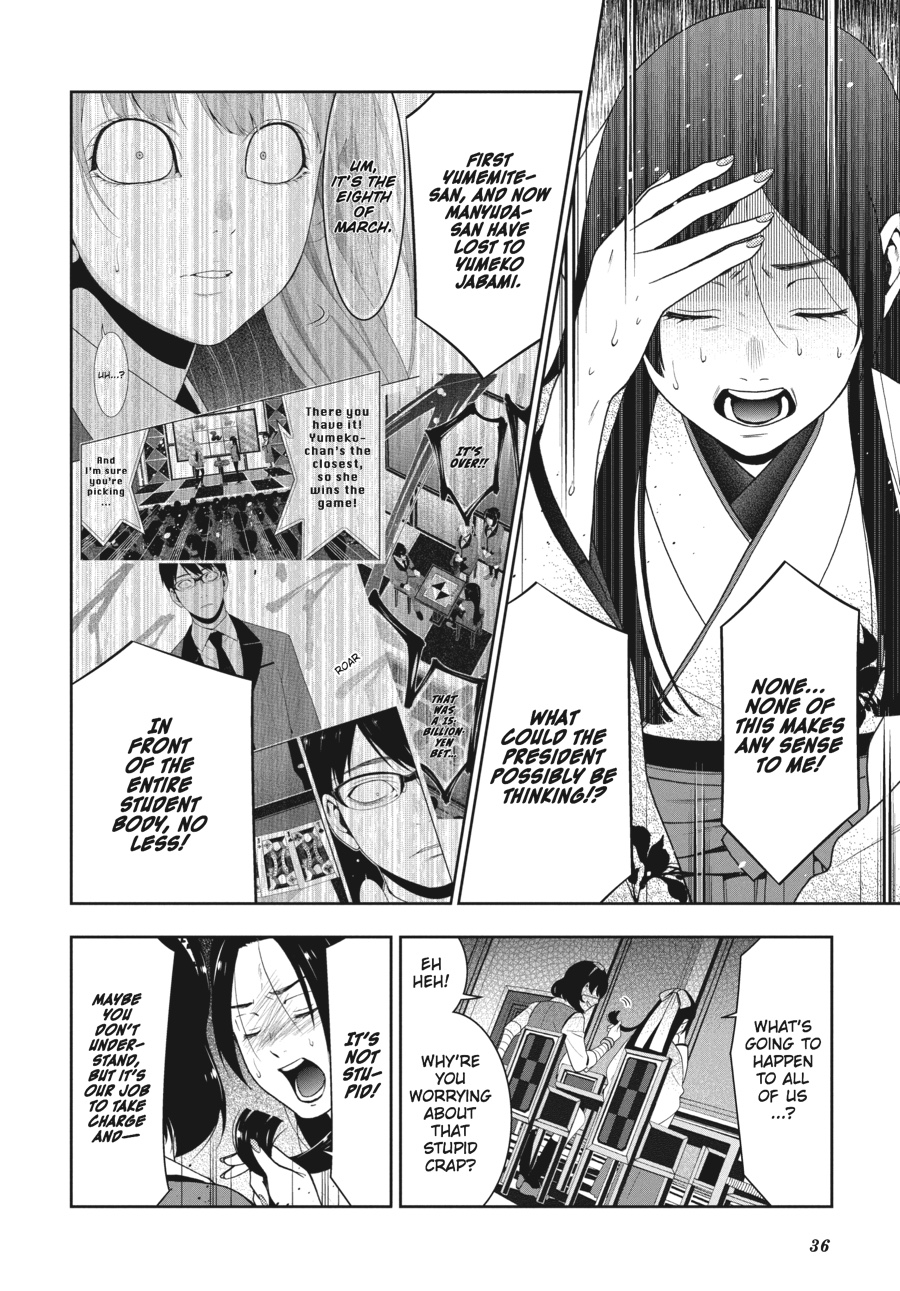 NONE...
NONE OF
THIS MAKES
ANY SENSE
TO ME!
WHAT
COULD THE
PRESIDENT
POSSIBLY BE
THINKING!?
FIRST
YUMEMITE-
SAN, AND NOW
MANYUDA-
SAN HAVE
LOST TO
YUMEKO
JABAMI.
UM,
IT'S THE
EIGHTH
OF
MARCH.
UH...?
There you
have it!
Yumeko-
chan's the
closest,
so she
wins the
game!
And
I'm sure
you're
picking
...
IT'S
OVER!!
ROAR
THAT
WAS
A 15
BILLION-
YEN
BET...
IN
FRONT
OF THE
ENTIRE
STUDENT
BODY, NO
LESS!
WHAT'S
GOING TO
HAPPEN
TO ALL
OF US
...?
EH
HEH!
WHY'RE
YOU
WORRYING
ABOUT
THAT
STUPID
CRAP?
IT'S
NOT
STU-
PID!
MAYBE
YOU
DON'T
UNDER-
STAND,
BUT IT'S
OUR JOB
TO TAKE
CHARGE
AND—
36